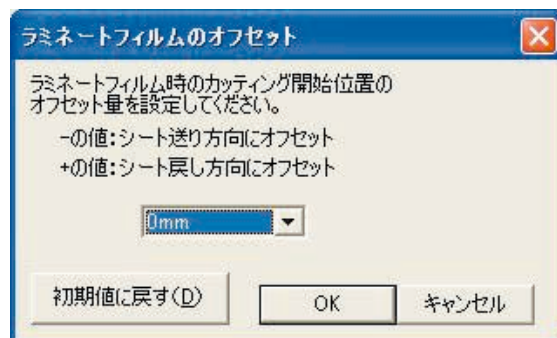 ラミネートフィルムのオフセット
ラミネートフィルム時のカッティング開始位置の
オフセット量を設定してください。
−の値:シート送り方向にオフセット
+の値:シート戻し方向にオフセット
0mm
初期値に戻す(D)
OK
キャンセル